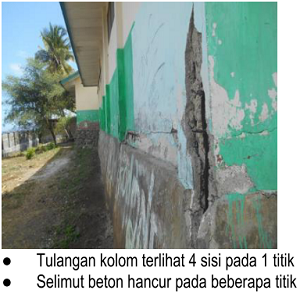 ● Tulangan kolom terlihat 4 sisi pada 1 titik
● Selimut beton hancur pada beberapa titik